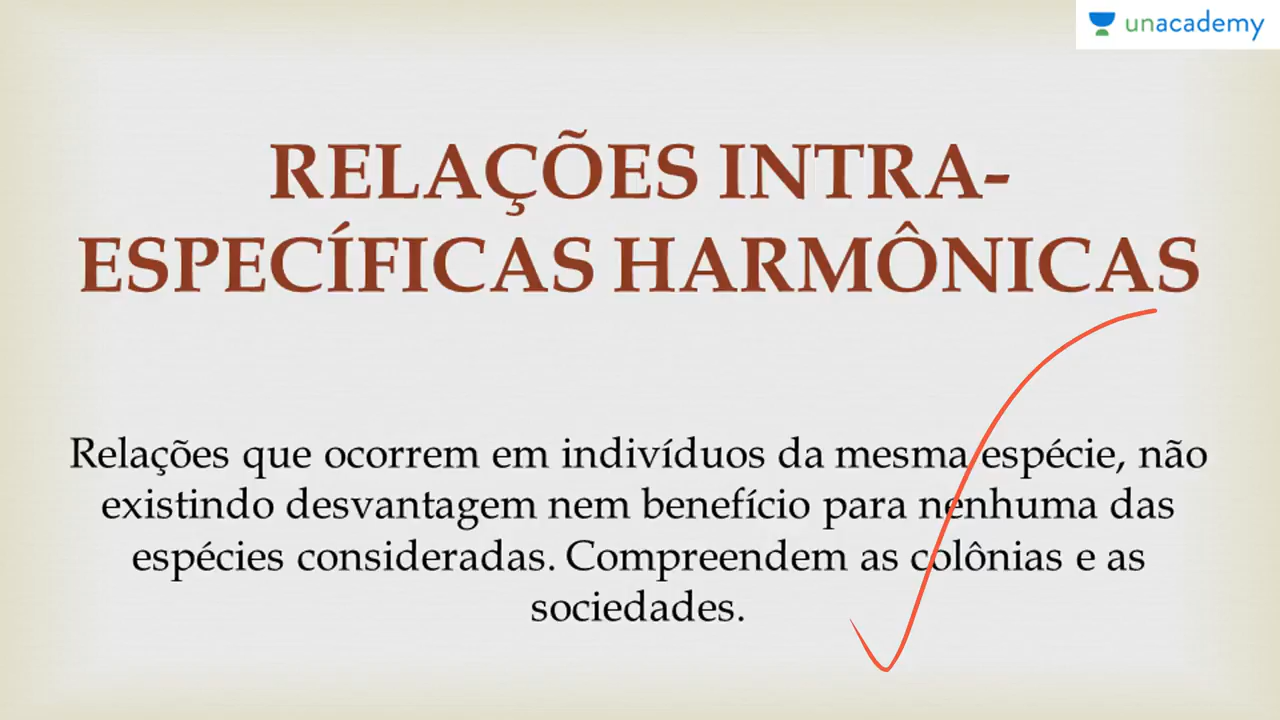 unacademy
RELAÇÕES INTRA-
ESPECÍFICAS HARMÔNICAS
Relações que ocorrem em indivíduos da mesma espécie, não
existindo desvantagem nem benefício para nenhuma das
espécies consideradas. Compreendem as colônias e as
sociedades.